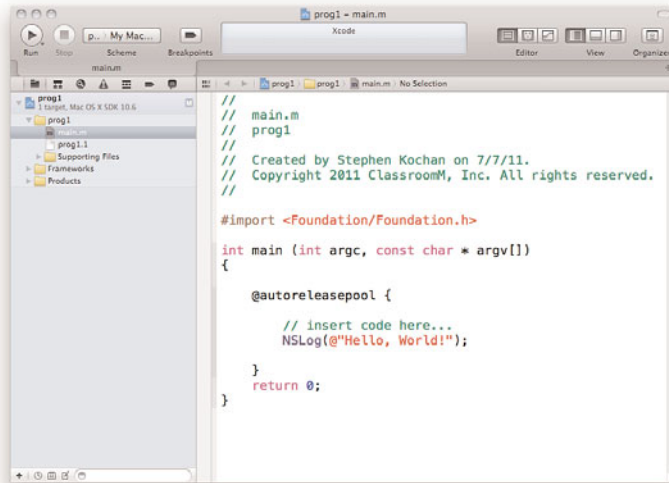 prog1 – main.m
Xcode
p... My Mac...
Run
Stop
Scheme
Breakpoints
Editor
View
Organizer
main.m
prog1
prog1
main.m
No Selection
prog1
1 target, Mac OS X SDK 10.6
prog1
main.m
prog1.1
Supporting Files
Frameworks
Products
//
// main.m
// prog1
//
// Created by Stephen Kochan on 7/7/11.
// Copyright 2011 ClassroomM, Inc. All rights reserved.
//
#import <Foundation/Foundation.h>
int main (int argc, const char * argv[])
{
@autoreleasepool {
// insert code here...
NSLog(@"Hello, World!");
}
return 0;
}